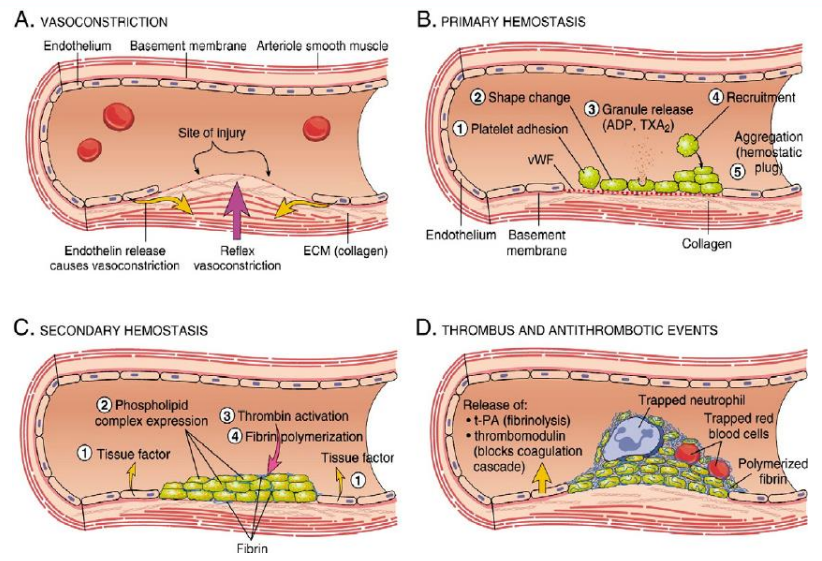 A. VASOCONSTRICTION
Endothelium
Basement membrane
Arteriole smooth muscle
Site of injury
Endothelin release
causes vasoconstriction
Reflex
vasoconstriction
ECM (collagen)
B. PRIMARY HEMOSTASIS
② Shape change
③ Granule release
(ADP, TXA₂)
④ Recruitment
① Platelet adhesion
vWF
Aggregation
(hemostatic
plug)
⑤
Endothelium
Basement
membrane
Collagen
C. SECONDARY HEMOSTASIS
② Phospholipid
complex expression
③ Thrombin activation
④ Fibrin polymerization
① Tissue factor
Tissue factor
①
Fibrin
D. THROMBUS AND ANTITHROMBOTIC EVENTS
Release of:
• t-PA (fibrinolysis)
• thrombomodulin
(blocks coagulation
cascade)
Trapped neutrophil
Trapped red
blood cells
Polymerized
fibrin